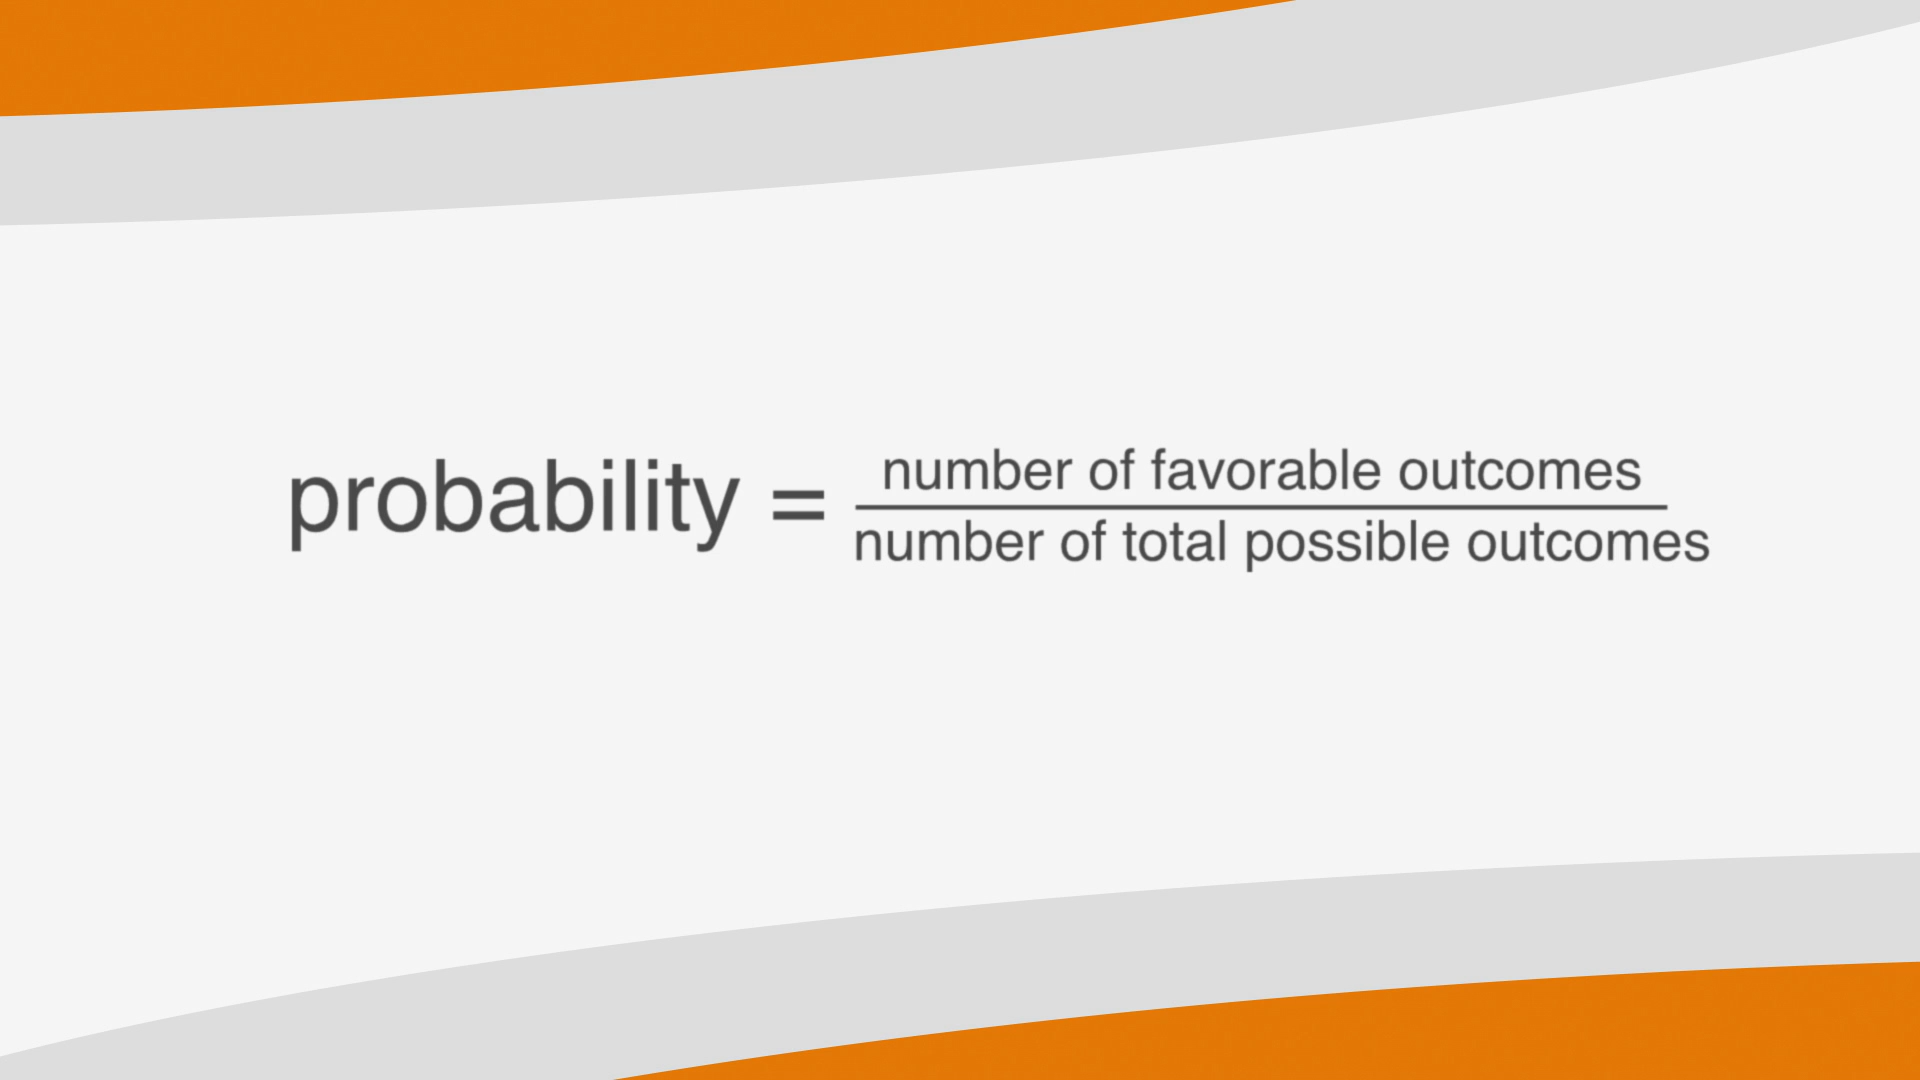 probability =
number of favorable outcomes
number of total possible outcomes